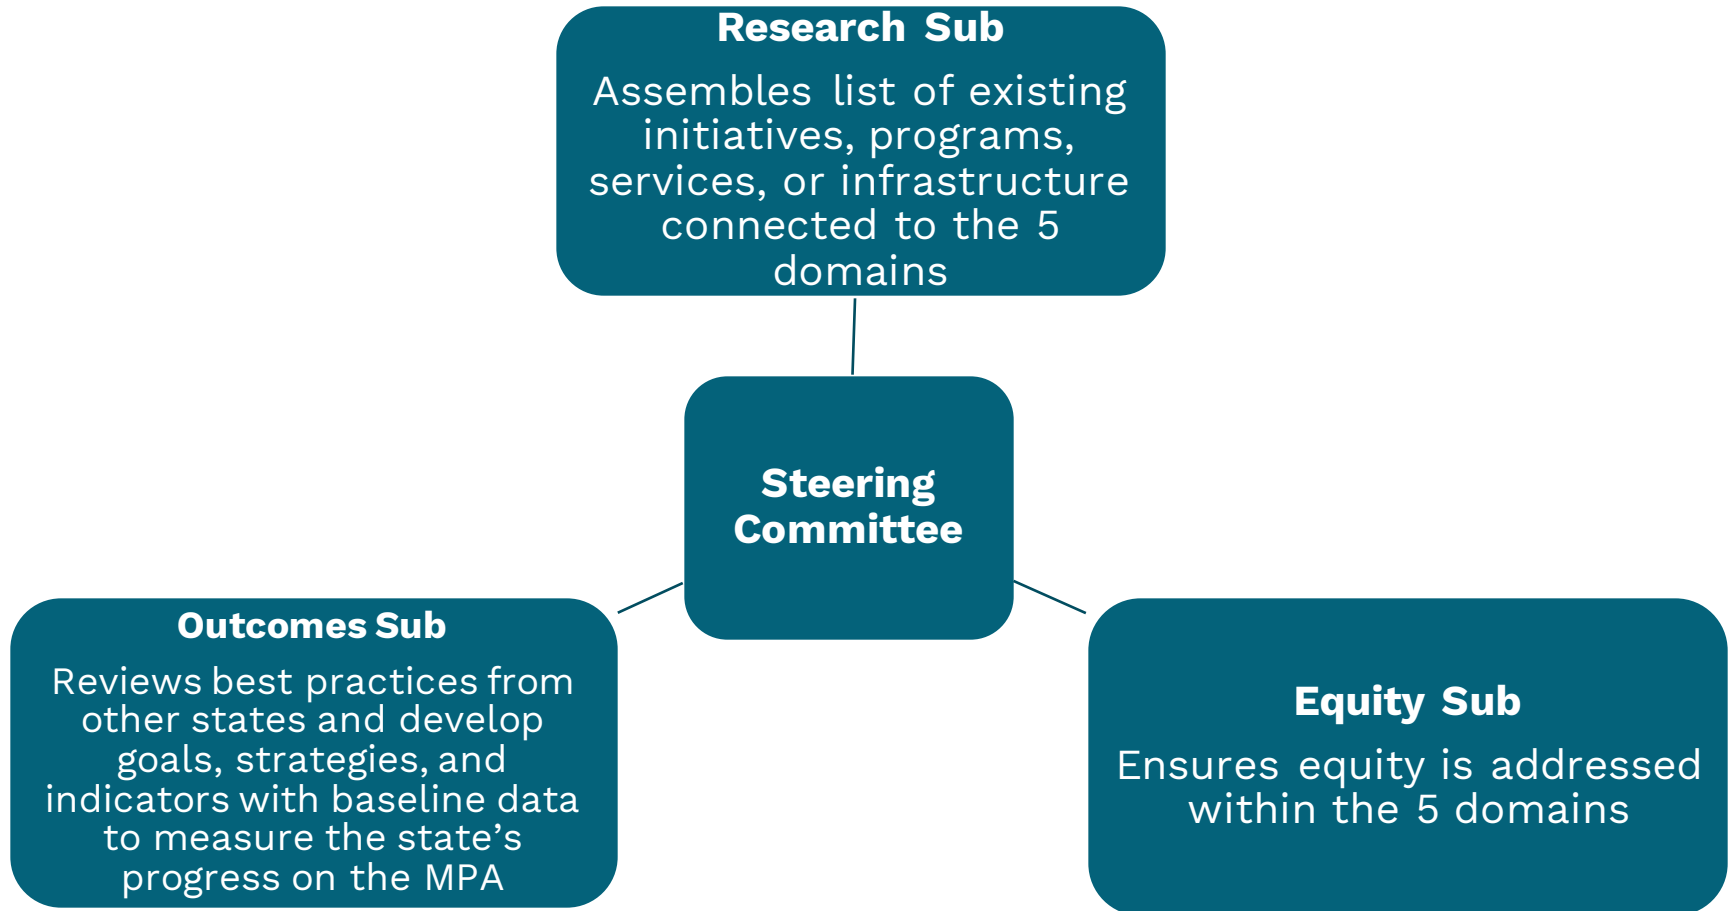 Research Sub
Assembles list of existing
initiatives, programs,
services, or infrastructure
connected to the 5
domains
Steering
Committee
Outcomes Sub
Reviews best practices from
other states and develop
goals, strategies, and
indicators with baseline data
to measure the state’s
progress on the MPA
Equity Sub
Ensures equity is addressed
within the 5 domains